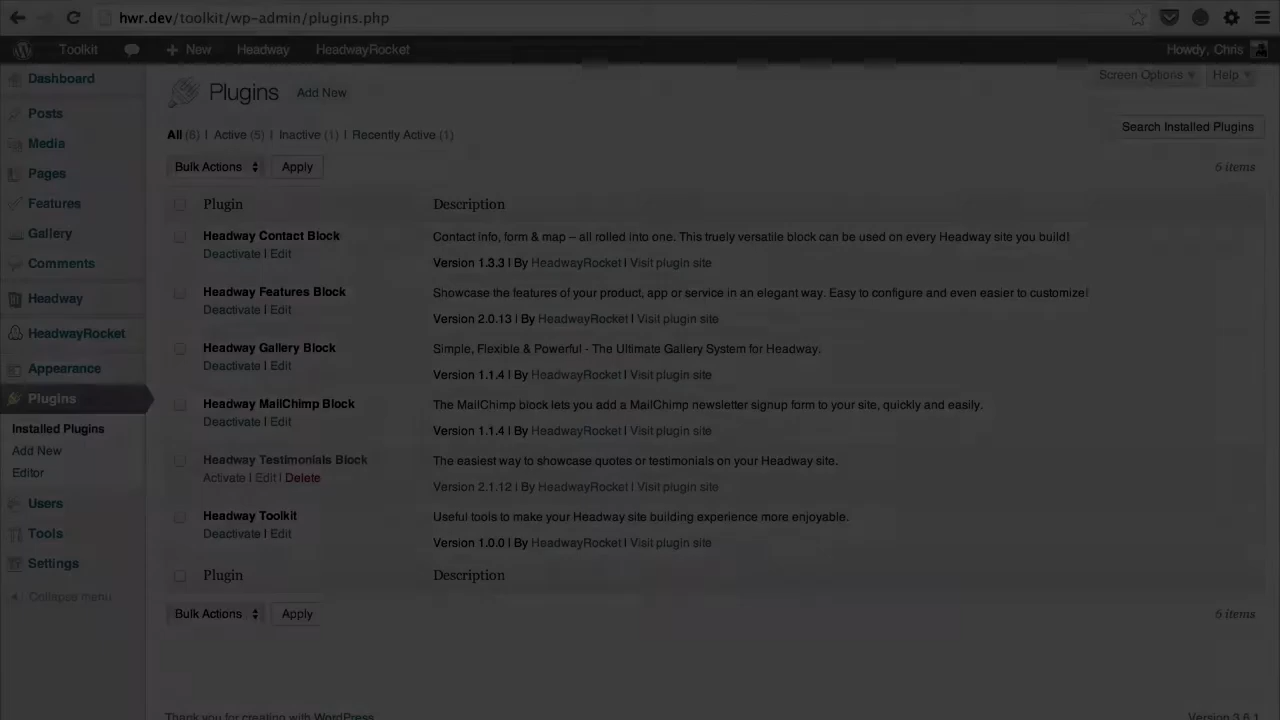 hwr.dev/toolkit/wp-admin/plugins.php
Toolkit New Headway HeadwayRocket Howdy, Chris
Screen Options Help
Dashboard
Posts
Media
Pages
Features
Gallery
Comments
Headway
HeadwayRocket
Appearance
Plugins
Installed Plugins
Add New
Editor
Users
Tools
Settings
Collapse menu
Plugins Add New
All (6) | Active (5) | Inactive (1) | Recently Active (1)
Search Installed Plugins
Bulk Actions Apply
6 items
Plugin Description
Headway Contact Block
Deactivate | Edit
Contact info, form & map – all rolled into one. This truely versatile block can be used on every Headway site you build!
Version 1.3.3 | By HeadwayRocket | Visit plugin site
Headway Features Block
Deactivate | Edit
Showcase the features of your product, app or service in an elegant way. Easy to configure and even easier to customize!
Version 2.0.13 | By HeadwayRocket | Visit plugin site
Headway Gallery Block
Deactivate | Edit
Simple, Flexible & Powerful - The Ultimate Gallery System for Headway.
Version 1.1.4 | By HeadwayRocket | Visit plugin site
Headway MailChimp Block
Deactivate | Edit
The MailChimp block lets you add a MailChimp newsletter signup form to your site, quickly and easily.
Version 1.1.4 | By HeadwayRocket | Visit plugin site
Headway Testimonials Block
Activate | Edit | Delete
The easiest way to showcase quotes or testimonials on your Headway site.
Version 2.1.12 | By HeadwayRocket | Visit plugin site
Headway Toolkit
Deactivate | Edit
Useful tools to make your Headway site building experience more enjoyable.
Version 1.0.0 | By HeadwayRocket | Visit plugin site
Plugin Description
Bulk Actions Apply
6 items
Thank you for creating with WordPress
Version 3.6.1